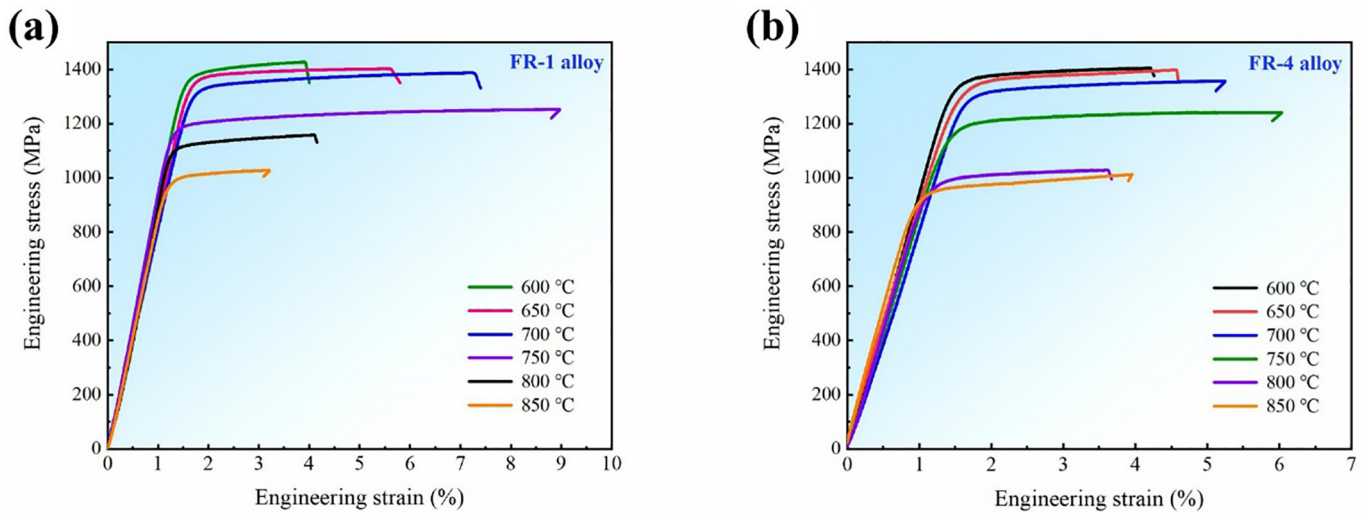 (a)
FR-1 alloy
Engineering stress (MPa)
1400
1200
1000
800
600
400
200
0
600 ℃
650 ℃
700 ℃
750 ℃
800 ℃
850 ℃
0 1 2 3 4 5 6 7 8 9 10
Engineering strain (%)
(b)
FR-4 alloy
Engineering stress (MPa)
1400
1200
1000
800
600
400
200
0
600 ℃
650 ℃
700 ℃
750 ℃
800 ℃
850 ℃
0 1 2 3 4 5 6 7
Engineering strain (%)